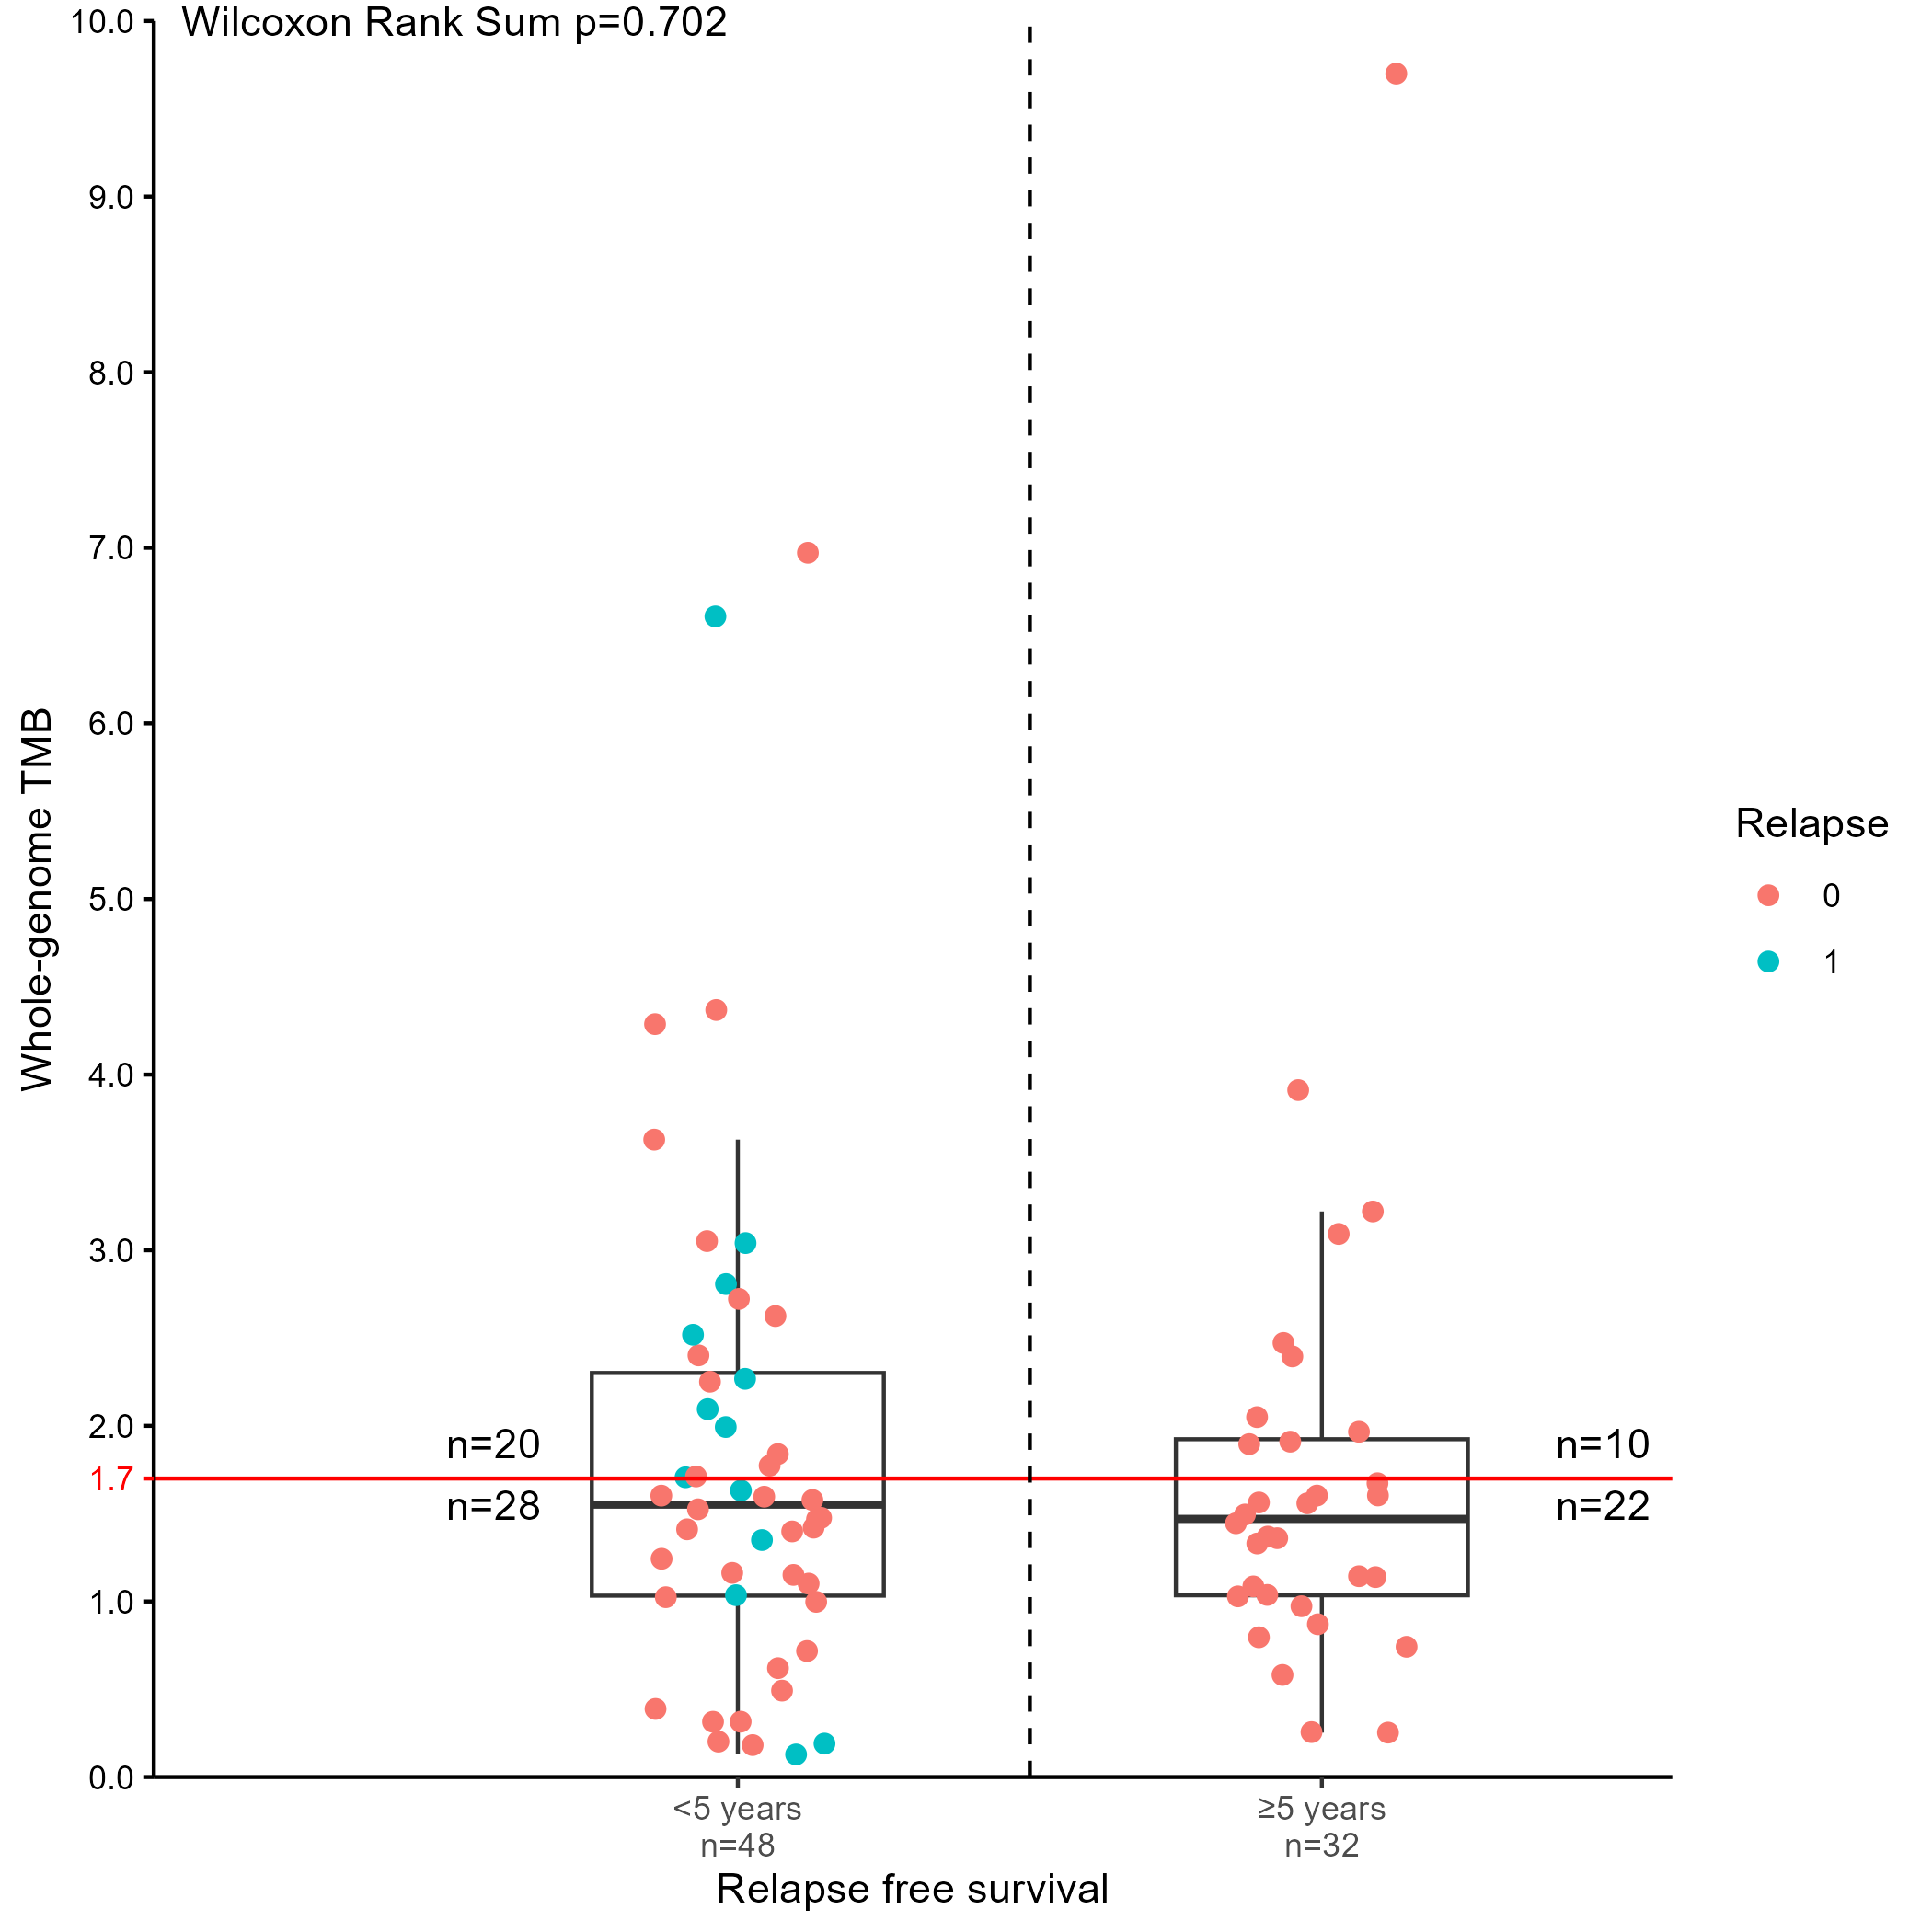 Wilcoxon Rank Sum p=0.702
10.0
9.0
8.0
7.0
6.0
5.0
4.0
3.0
2.0
1.7
1.0
0.0
Whole-genome TMB
n=20
n=28
n=10
n=22
<5 years
n=48
≥5 years
n=32
Relapse free survival
Relapse
0
1